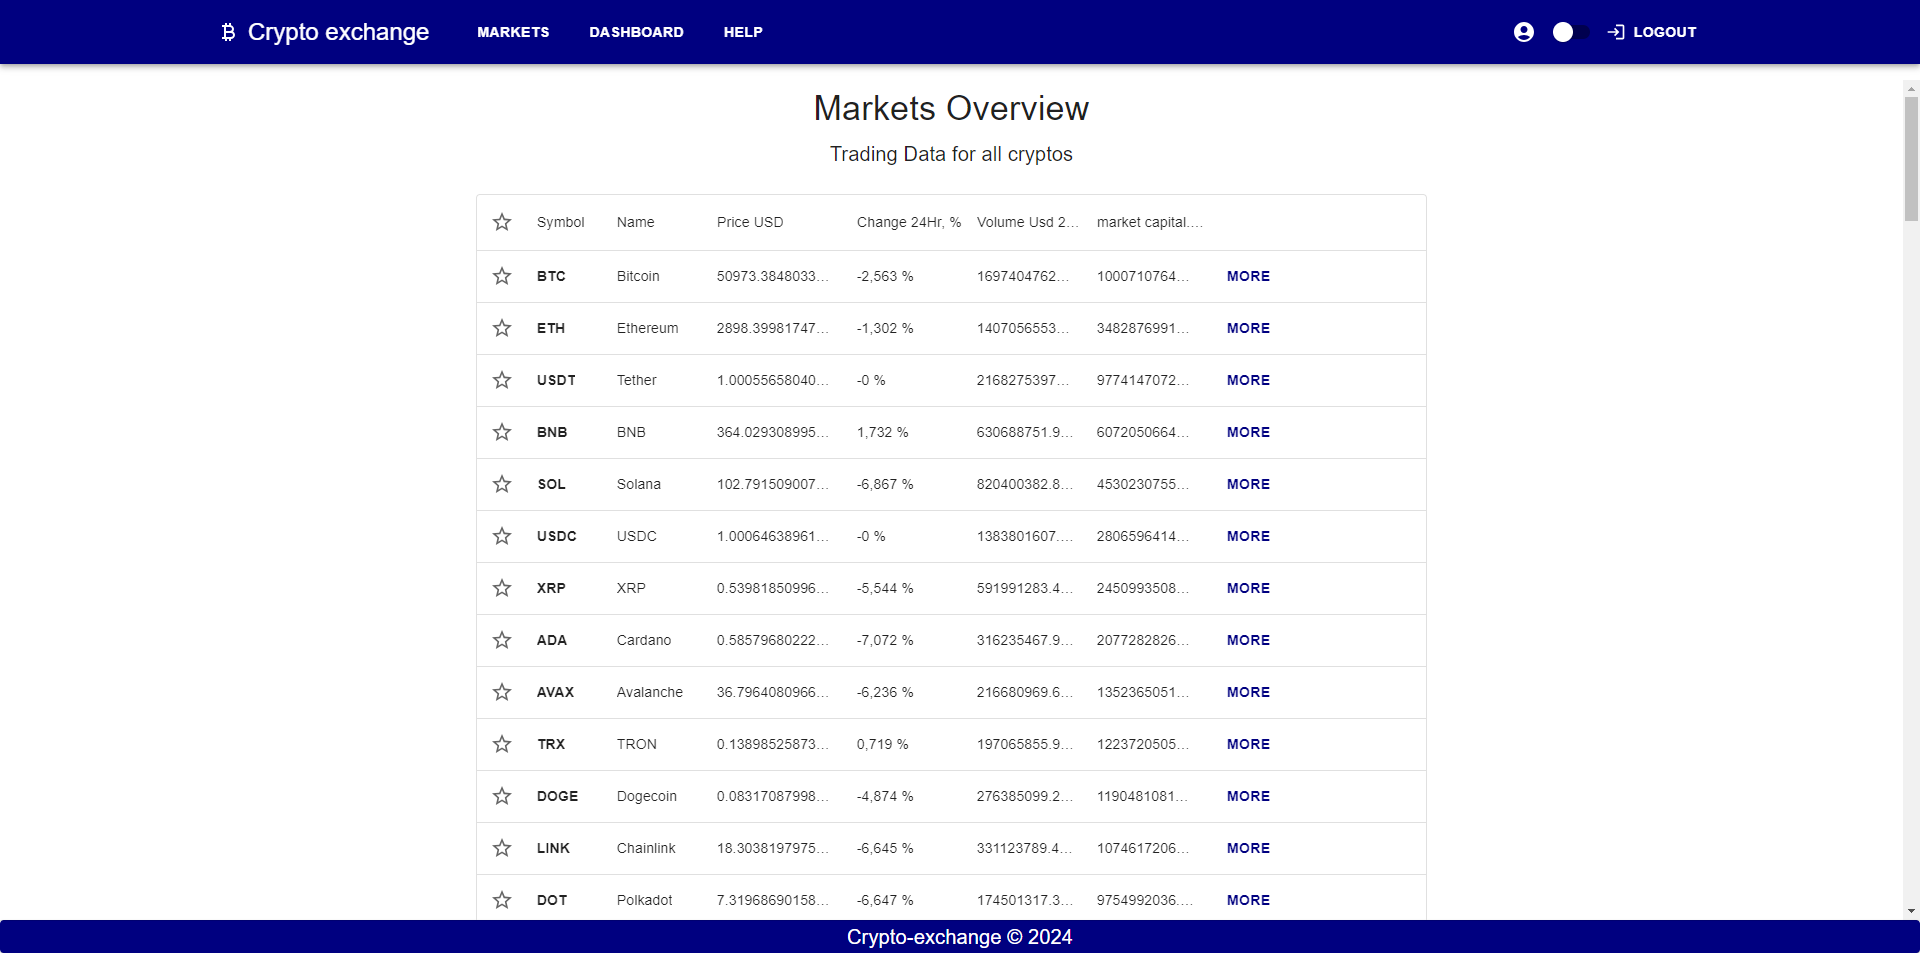 Crypto exchange MARKETS DASHBOARD HELP LOGOUT
Markets Overview
Trading Data for all cryptos
Symbol Name Price USD Change 24Hr, % Volume Usd 2... market capital....
BTC Bitcoin 50973.3848033... -2,563 % 1697404762... 1000710764... MORE
ETH Ethereum 2898.39981747... -1,302 % 1407056553... 3482876991... MORE
USDT Tether 1.00055658040... -0 % 2168275397... 9774147072... MORE
BNB BNB 364.029308995... 1,732 % 630688751.9... 6072050664... MORE
SOL Solana 102.791509007... -6,867 % 820400382.8... 4530230755... MORE
USDC USDC 1.00064638961... -0 % 1383801607.... 2806596414... MORE
XRP XRP 0.53981850996... -5,544 % 591991283.4... 2450993508... MORE
ADA Cardano 0.58579680222... -7,072 % 316235467.9... 2077282826... MORE
AVAX Avalanche 36.7964080966... -6,236 % 216680969.6... 1352365051... MORE
TRX TRON 0.13898525873... 0,719 % 197065855.9... 1223720505... MORE
DOGE Dogecoin 0.08317087998... -4,874 % 276385099.2... 1190481081... MORE
LINK Chainlink 18.3038197975... -6,645 % 331123789.4... 1074617206... MORE
DOT Polkadot 7.31968690158... -6,647 % 174501317.3... 9754992036.... MORE
Crypto-exchange © 2024